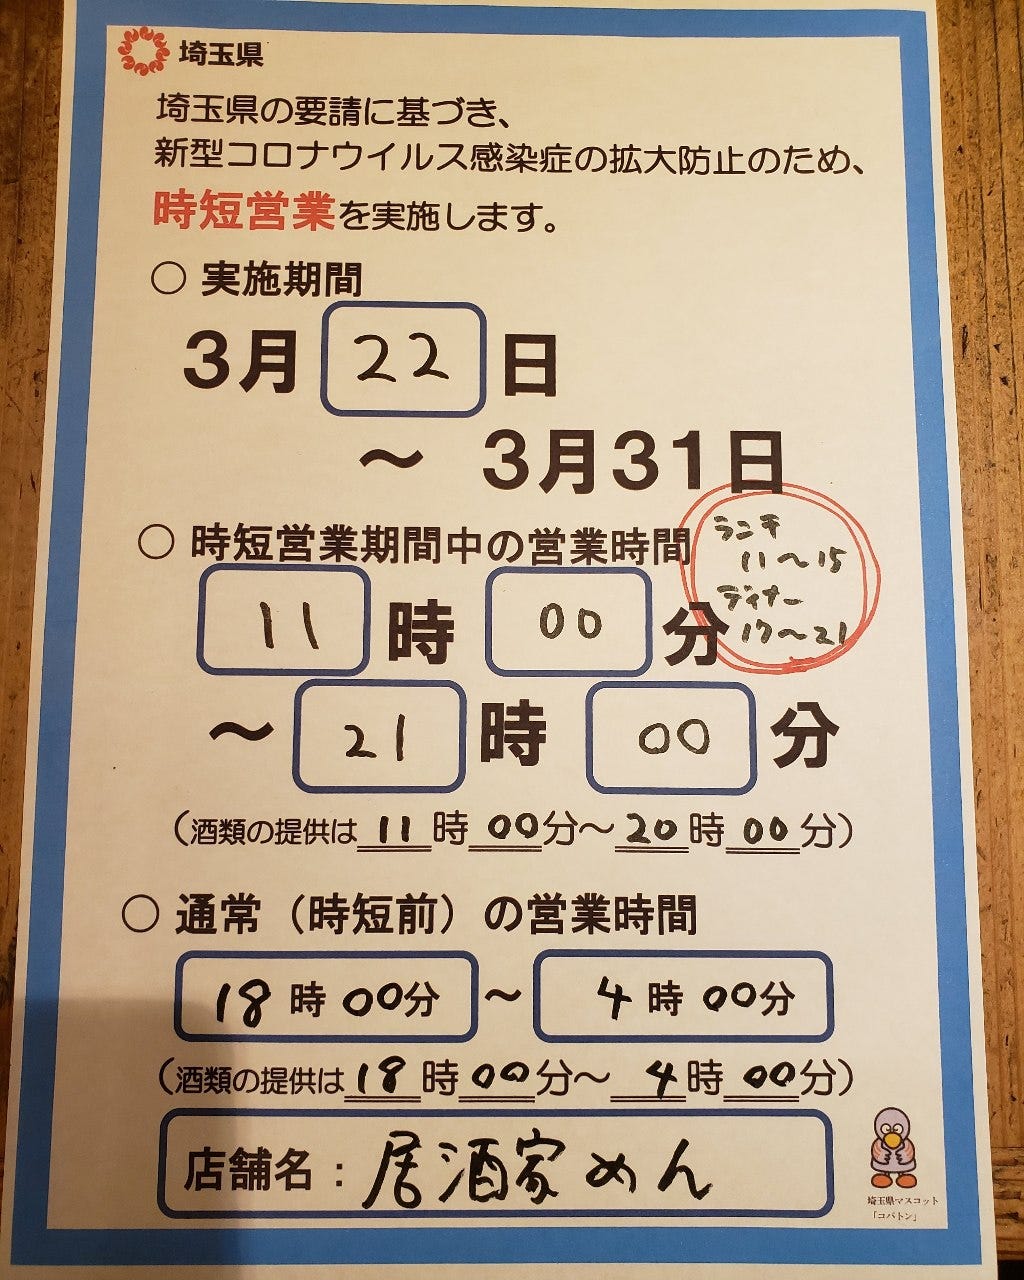 埼玉県
埼玉県の要請に基づき、
新型コロナウイルス感染症の拡大防止のため、
時短営業を実施します。
○ 実施期間
3月 22 日
～ 3月31日
○ 時短営業期間中の営業時間
ランチ
11～15
ディナー
17～21
11 時 00 分
～ 21 時 00 分
（酒類の提供は 11 時 00 分～ 20 時 00 分）
○ 通常（時短前）の営業時間
18 時 00分 ～ 4 時 00分
（酒類の提供は 18 時 00 分～ 4 時 00 分）
店舗名：居酒家めん
埼玉県マスコット
「コバトン」